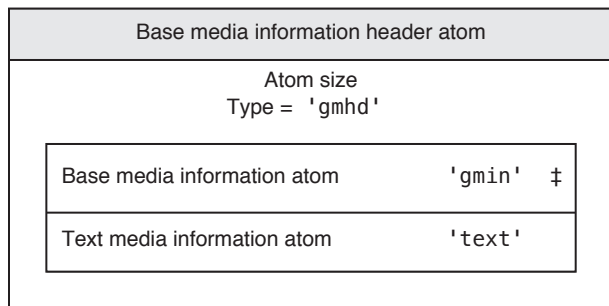 Base media information header atom
Atom size
Type = 'gmhd'
Base media information atom 'gmin' ‡
Text media information atom 'text'